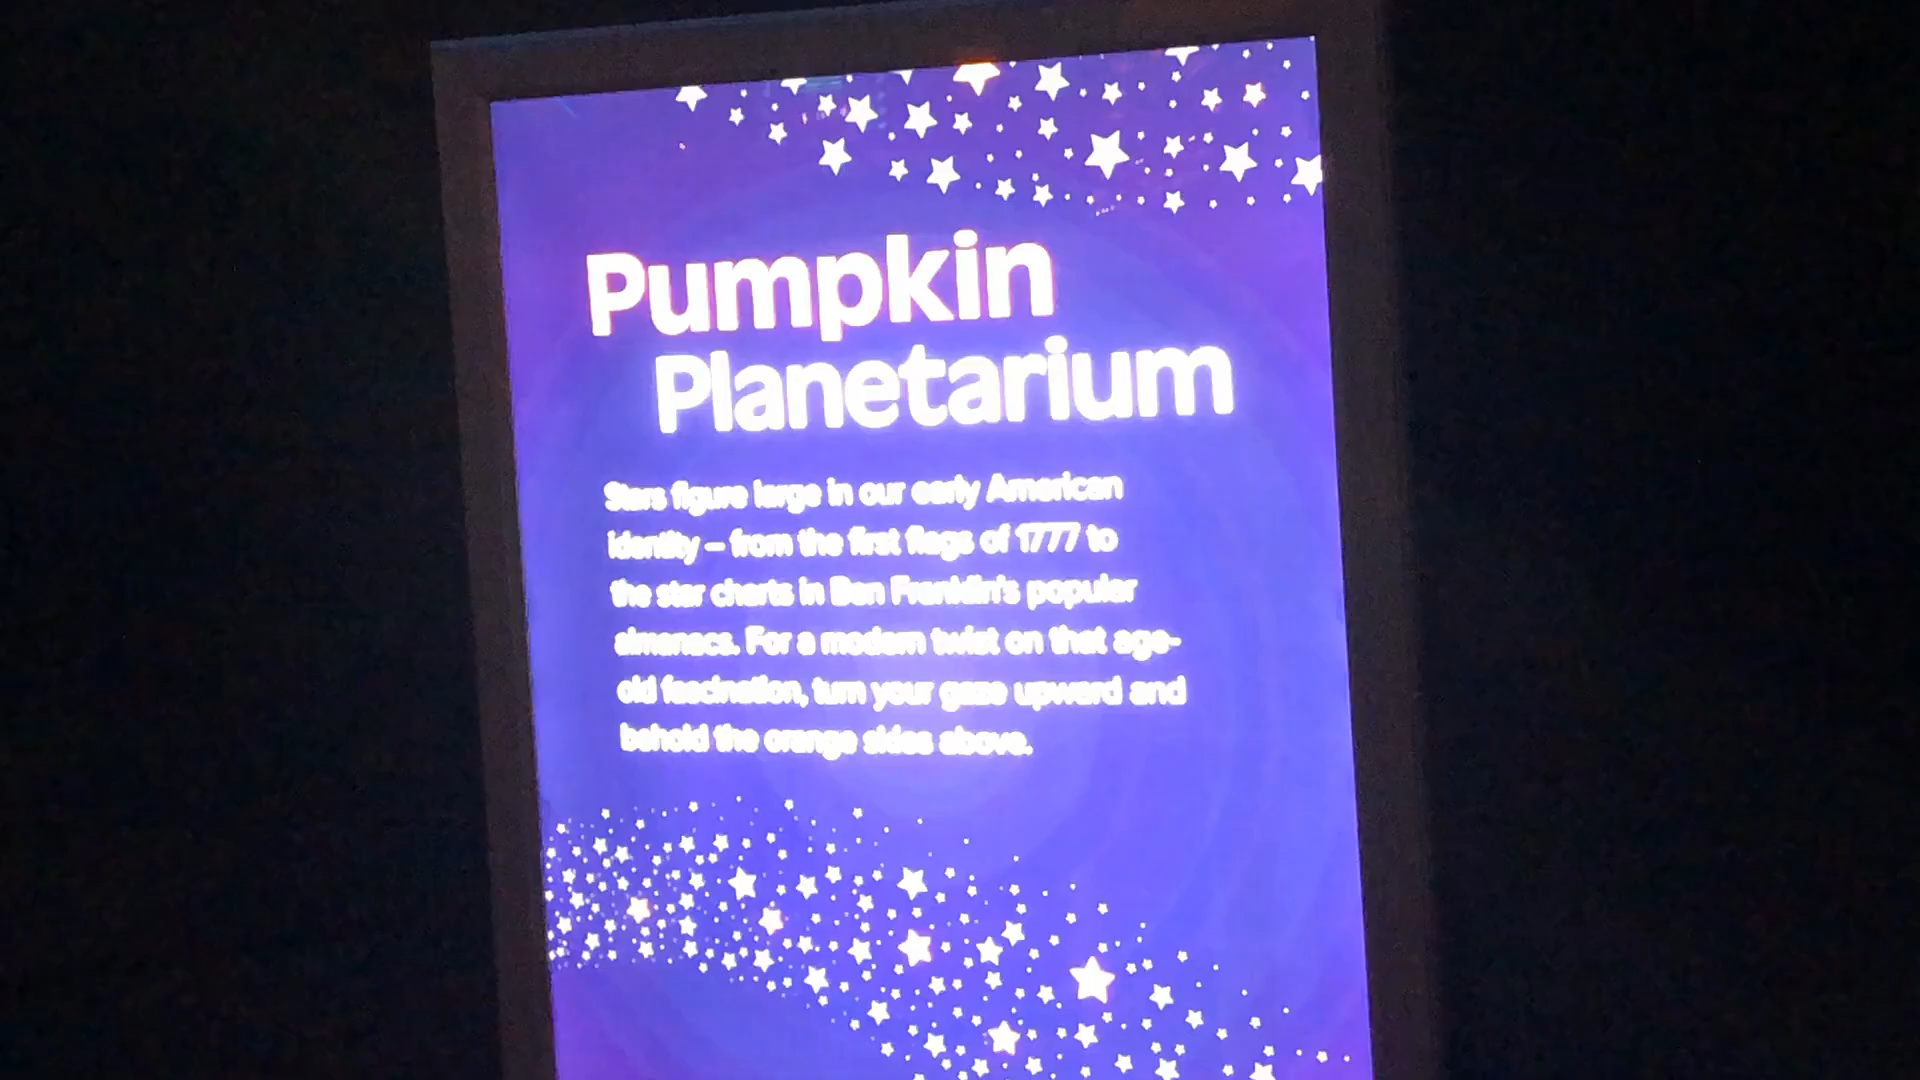 Pumpkin
Planetarium
Stars figure large in our early American
identity – from the first flags of 1777 to
the star charts in Ben Franklin's popular
almanacs. For a modern twist on that age-
old fascination, turn your gaze upward and
behold the orange skies above.